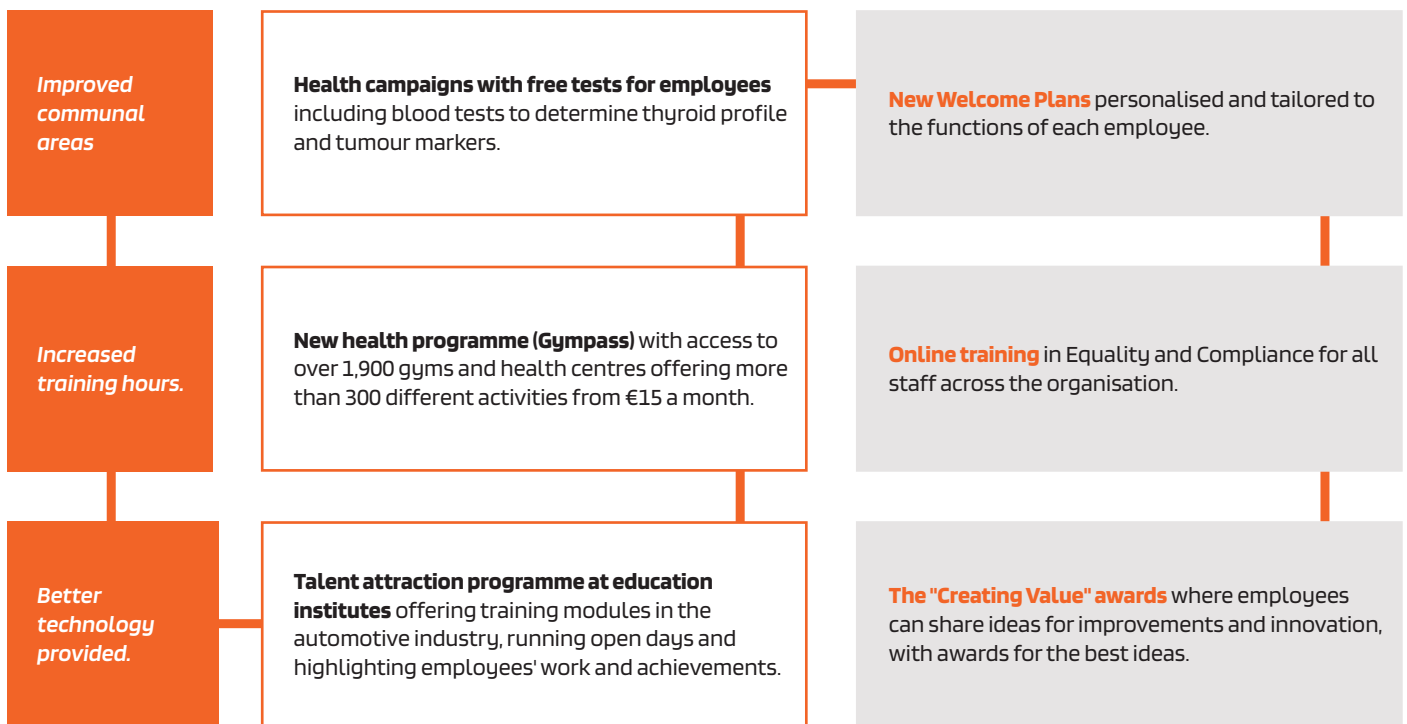 Improved
communal
areas
Health campaigns with free tests for employees
including blood tests to determine thyroid profile
and tumour markers.
New Welcome Plans personalised and tailored to
the functions of each employee.
Increased
training hours.
New health programme (Gympass) with access to
over 1,900 gyms and health centres offering more
than 300 different activities from €15 a month.
Online training in Equality and Compliance for all
staff across the organisation.
Better
technology
provided.
Talent attraction programme at education
institutes offering training modules in the
automotive industry, running open days and
highlighting employees' work and achievements.
The "Creating Value" awards where employees
can share ideas for improvements and innovation,
with awards for the best ideas.